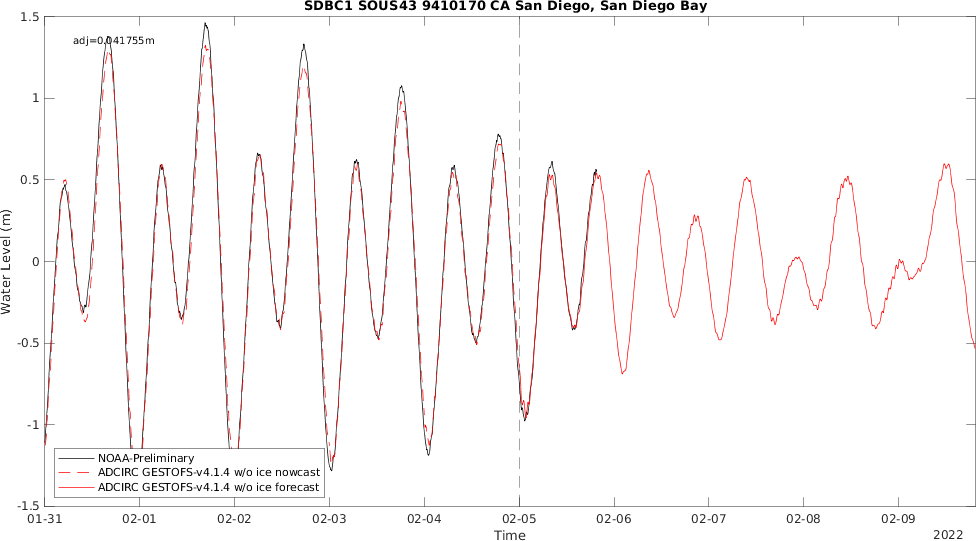 SDBC1 SOUS43 9410170 CA San Diego, San Diego Bay
adj=0.041755m
1.5
1
0.5
0
-0.5
-1
-1.5
Water Level (m)
NOAA-Preliminary
ADCIRC GESTOFS-v4.1.4 w/o ice nowcast
ADCIRC GESTOFS-v4.1.4 w/o ice forecast
01-31 02-01 02-02 02-03 02-04 02-05 02-06 02-07 02-08 02-09
Time
2022